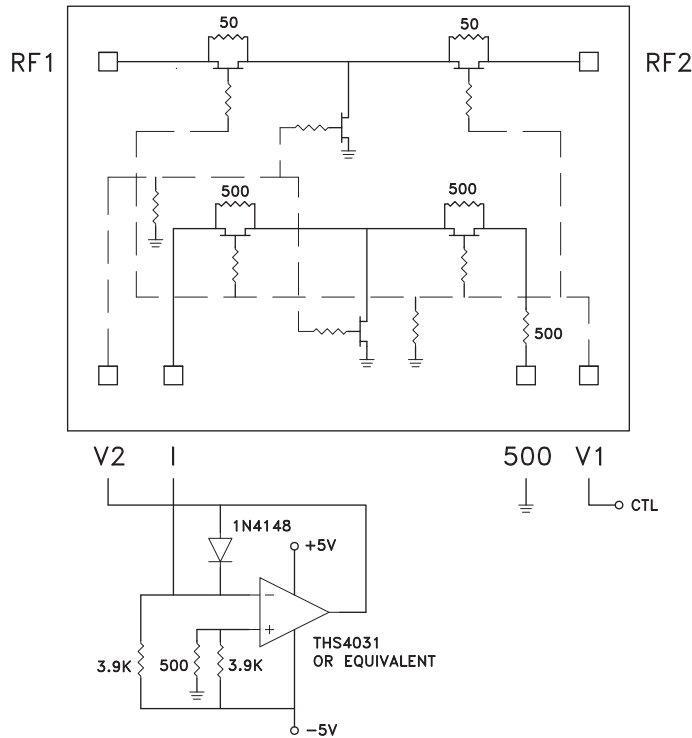 50
50
RF1
RF2
500
500
500
V2
I
500
V1
CTL
1N4148
+5V
−
+
THS4031
OR EQUIVALENT
3.9K
500
3.9K
−5V